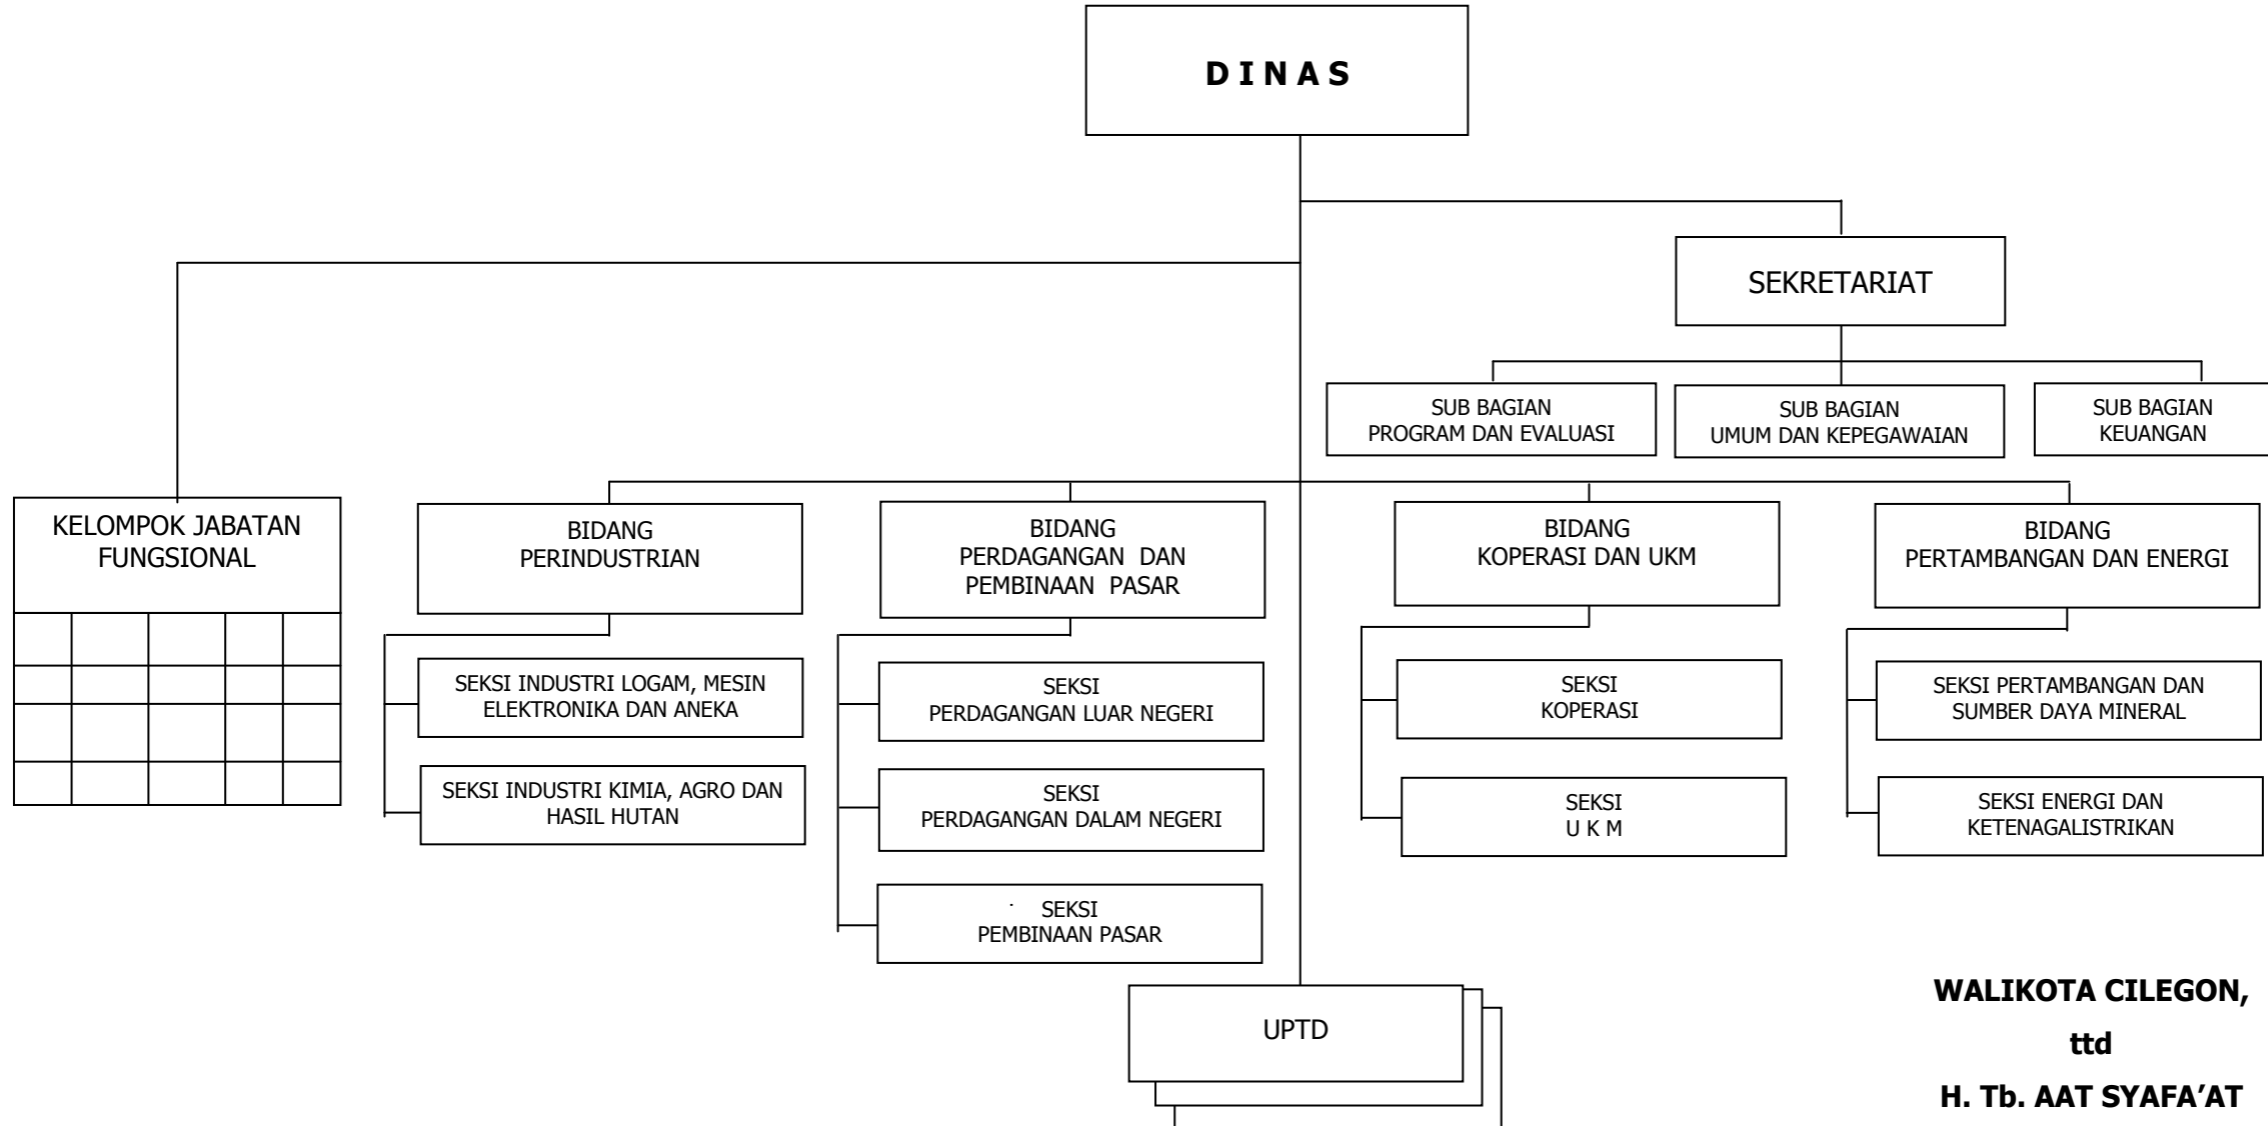 D I N A S
SEKRETARIAT
SUB BAGIAN
PROGRAM DAN EVALUASI
SUB BAGIAN
UMUM DAN KEPEGAWAIAN
SUB BAGIAN
KEUANGAN
KELOMPOK JABATAN
FUNGSIONAL
BIDANG
PERINDUSTRIAN
BIDANG
PERDAGANGAN DAN
PEMBINAAN PASAR
BIDANG
KOPERASI DAN UKM
BIDANG
PERTAMBANGAN DAN ENERGI
SEKSI INDUSTRI LOGAM, MESIN
ELEKTRONIKA DAN ANEKA
SEKSI
PERDAGANGAN LUAR NEGERI
SEKSI
KOPERASI
SEKSI PERTAMBANGAN DAN
SUMBER DAYA MINERAL
SEKSI INDUSTRI KIMIA, AGRO DAN
HASIL HUTAN
SEKSI
PERDAGANGAN DALAM NEGERI
SEKSI
U K M
SEKSI ENERGI DAN
KETENAGALISTRIKAN
SEKSI
PEMBINAAN PASAR
UPTD
WALIKOTA CILEGON,
ttd
H. Tb. AAT SYAFA’AT